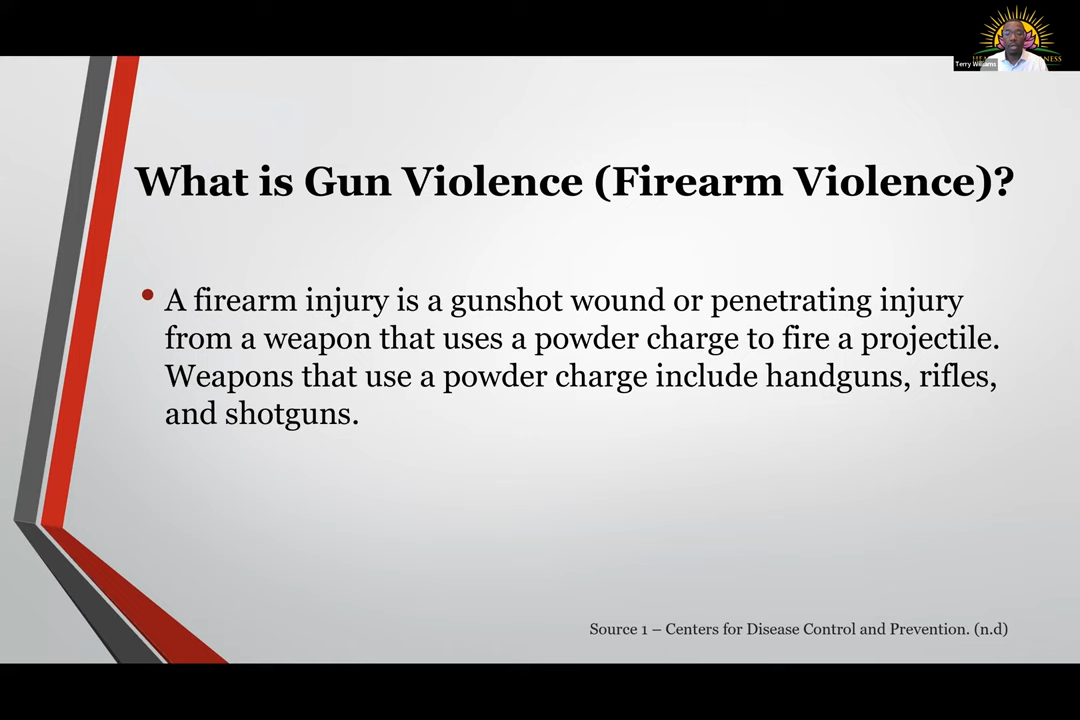 Terry Williams
What is Gun Violence (Firearm Violence)?
• A firearm injury is a gunshot wound or penetrating injury
from a weapon that uses a powder charge to fire a projectile.
Weapons that use a powder charge include handguns, rifles,
and shotguns.
Source 1 – Centers for Disease Control and Prevention. (n.d)